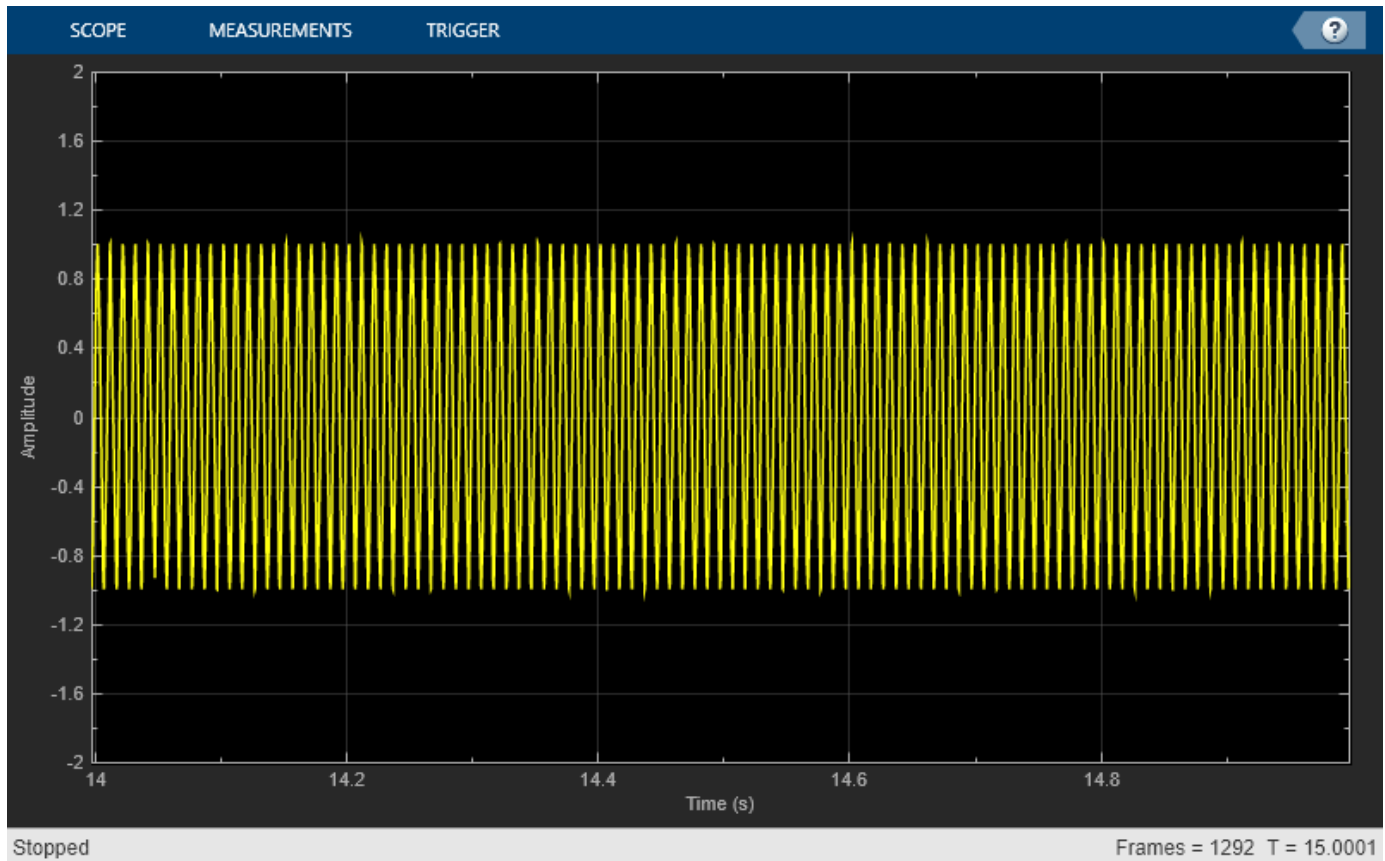 SCOPE MEASUREMENTS TRIGGER ?
2
1.6
1.2
0.8
0.4
0
-0.4
-0.8
-1.2
-1.6
-2
Amplitude
14 14.2 14.4 14.6 14.8
Time (s)
Stopped Frames = 1292 T = 15.0001